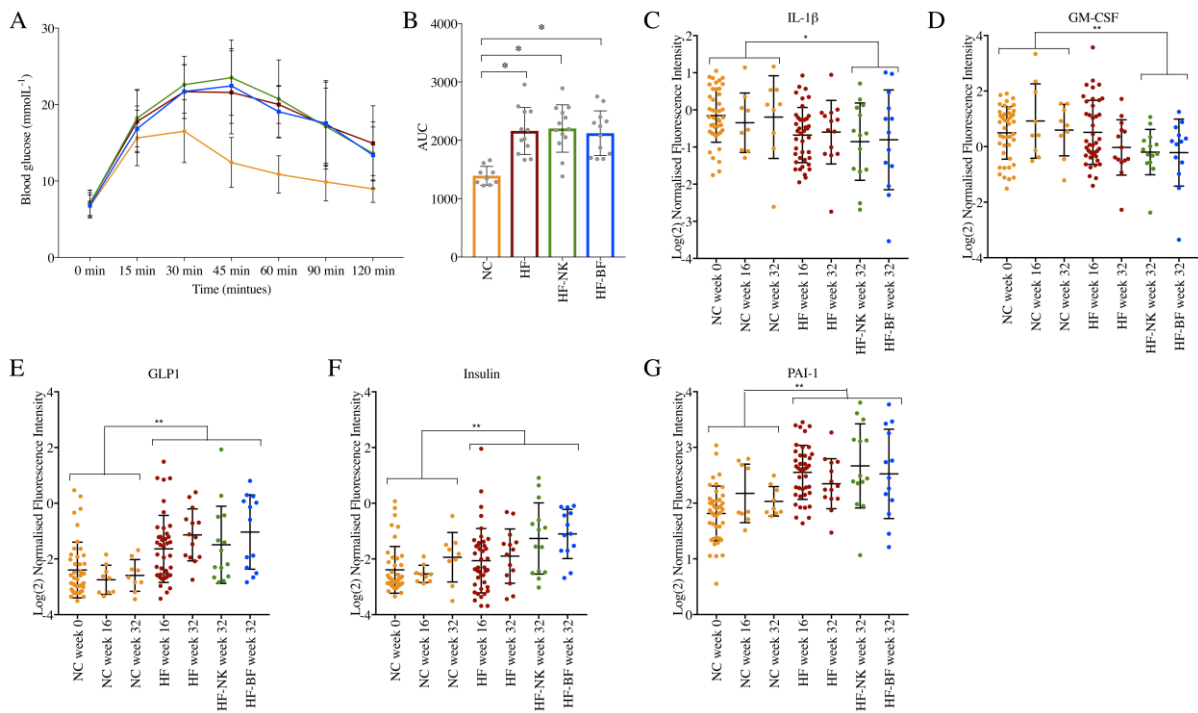 A
Blood glucose (mmolL⁻¹)
30
20
10
0
0 min
15 min
30 min
45 min
60 min
90 min
120 min
Time (mintues)
B
AUC
4000
3000
2000
1000
0
*
*
*
NC
HF
HF-NK
HF-BF
C
IL-1β
Log(2) Normalised Fluorescence Intensity
2
1
0
-1
-2
-3
-4
*
NC week 0
NC week 16
NC week 32
HF week 16
HF week 32
HF-NK week 32
HF-BF week 32
D
GM-CSF
Log(2) Normalised Fluorescence Intensity
4
2
0
-2
-4
**
NC week 0
NC week 16
NC week 32
HF week 16
HF week 32
HF-NK week 32
HF-BF week 32
E
GLP1
Log(2) Normalised Fluorescence Intensity
4
2
0
-2
-4
**
NC week 0
NC week 16
NC week 32
HF week 16
HF week 32
HF-NK week 32
HF-BF week 32
F
Insulin
Log(2) Normalised Fluorescence Intensity
4
2
0
-2
-4
**
NC week 0
NC week 16
NC week 32
HF week 16
HF week 32
HF-NK week 32
HF-BF week 32
G
PAI-1
Log(2) Normalised Fluorescence Intensity
4
3
2
1
0
**
NC week 0
NC week 16
NC week 32
HF week 16
HF week 32
HF-NK week 32
HF-BF week 32